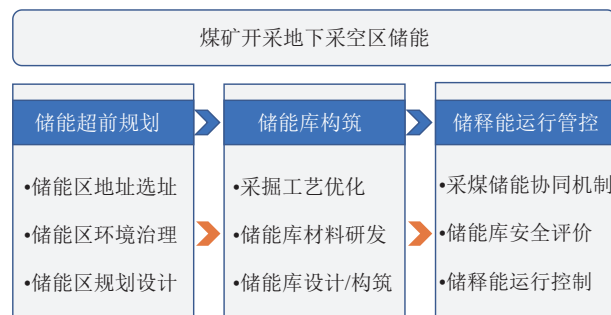 煤矿开采地下采空区储能
储能超前规划
•储能区地址选址
•储能区环境治理
•储能区规划设计
储能库构筑
•采掘工艺优化
•储能库材料研发
•储能库设计/构筑
储释能运行管控
•采煤储能协同机制
•储能库安全评价
•储释能运行控制